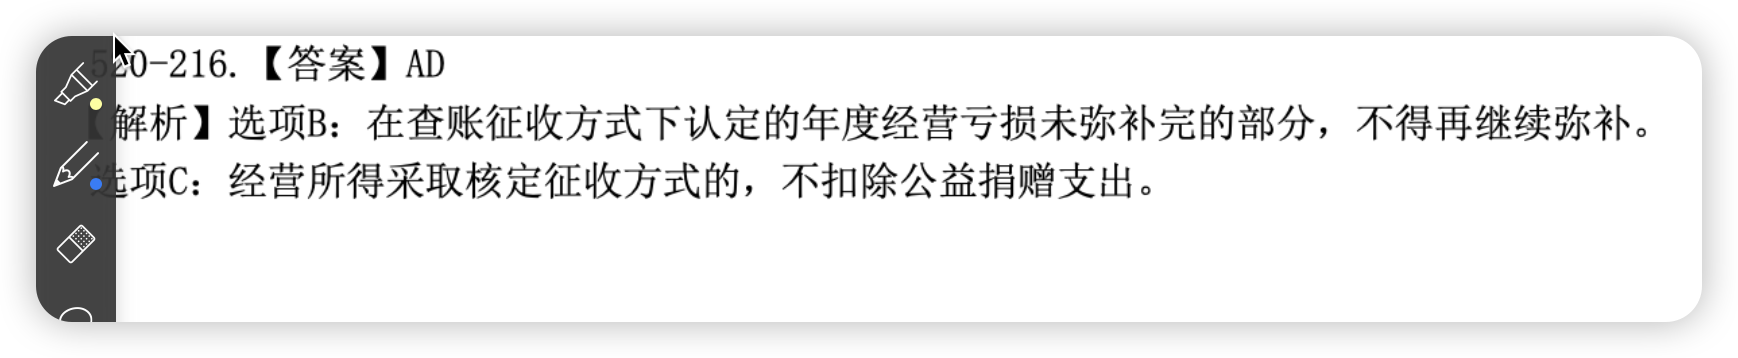 520-216.【答案】AD
【解析】选项B：在查账征收方式下认定的年度经营亏损未弥补完的部分，不得再继续弥补。
选项C：经营所得采取核定征收方式的，不扣除公益捐赠支出。